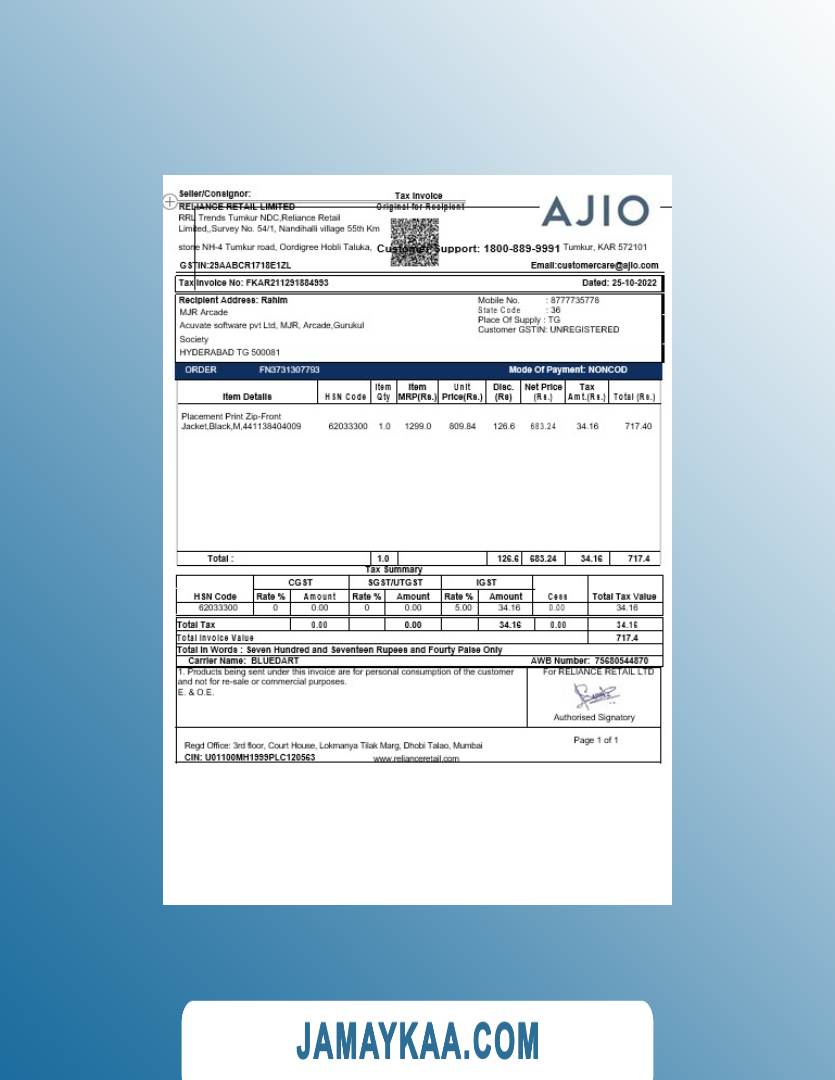 Seller/Consignor:
Tax Invoice
RELIANCE RETAIL LIMITED
Original for Recipient
AJIO
RRL Trends Tumkur NDC,Reliance Retail
Limited,,Survey No. 54/1, Nandihalli village 55th Km
stone NH-4 Tumkur road, Oordigree Hobli Taluka, Customer Support: 1800-889-9991 Tumkur, KAR 572101
GSTIN:29AABCR1718E1ZL Email:customercare@ajio.com
Tax Invoice No: FKAR211291884993 Dated: 25-10-2022
Recipient Address: Rahim Mobile No. : 8777735778
MJR Arcade State Code : 36
Acuvate software pvt Ltd, MJR, Arcade,Gurukul Place Of Supply : TG
Society Customer GSTIN: UNREGISTERED
HYDERABAD TG 500081
ORDER FN3731307793 Mode Of Payment: NONCOD
Item Details HSN Code Item Qty Item MRP(Rs.) Unit Price(Rs.) Disc. (Rs) Net Price (Rs.) Tax Amt.(Rs.) Total (Rs.)
Placement Print Zip-Front
Jacket,Black,M,441138404009 62033300 1.0 1299.0 809.84 126.6 683.24 34.16 717.40
Total : 1.0 126.6 683.24 34.16 717.4
Tax Summary
CGST SGST/UTGST IGST
HSN Code Rate % Amount Rate % Amount Rate % Amount Cess Total Tax Value
62033300 0 0.00 0 0.00 5.00 34.16 0.00 34.16
Total Tax 0.00 0.00 34.16 0.00 34.16
Total Invoice Value 717.4
Total In Words : Seven Hundred and Seventeen Rupees and Fourty Paise Only
Carrier Name: BLUEDART AWB Number: 75680544870
1. Products being sent under this invoice are for personal consumption of the customer
and not for re-sale or commercial purposes.
E. & O.E.
For RELIANCE RETAIL LTD
Authorised Signatory
Page 1 of 1
Regd Office: 3rd floor, Court House, Lokmanya Tilak Marg, Dhobi Talao, Mumbai
CIN: U01100MH1999PLC120563 www.relianceretail.com
JAMAYKAA.COM